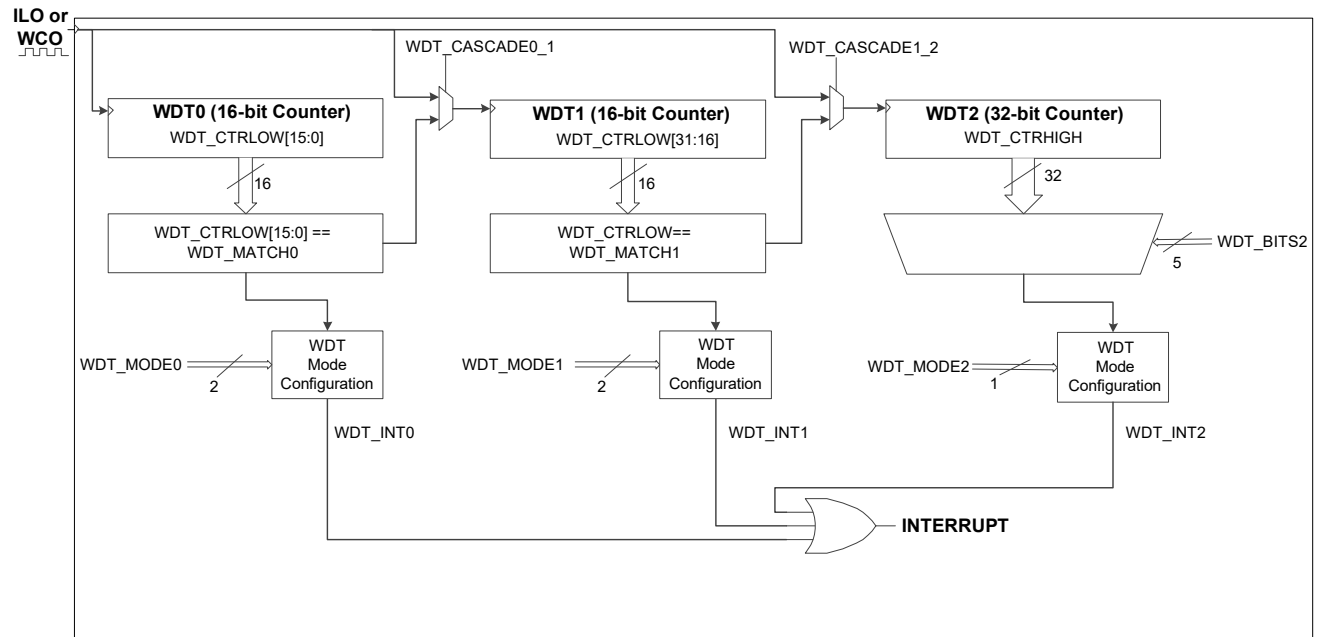 ILO or
WCO
WDT_CASCADE0_1
WDT_CASCADE1_2
WDT0 (16-bit Counter)
WDT_CTRLOW[15:0]
WDT1 (16-bit Counter)
WDT_CTRLOW[31:16]
WDT2 (32-bit Counter)
WDT_CTRHIGH
16
16
32
WDT_CTRLOW[15:0] ==
WDT_MATCH0
WDT_CTRLOW==
WDT_MATCH1
WDT_BITS2
5
WDT_MODE0
2
WDT
Mode
Configuration
WDT_MODE1
2
WDT
Mode
Configuration
WDT_MODE2
1
WDT
Mode
Configuration
WDT_INT0
WDT_INT1
WDT_INT2
INTERRUPT